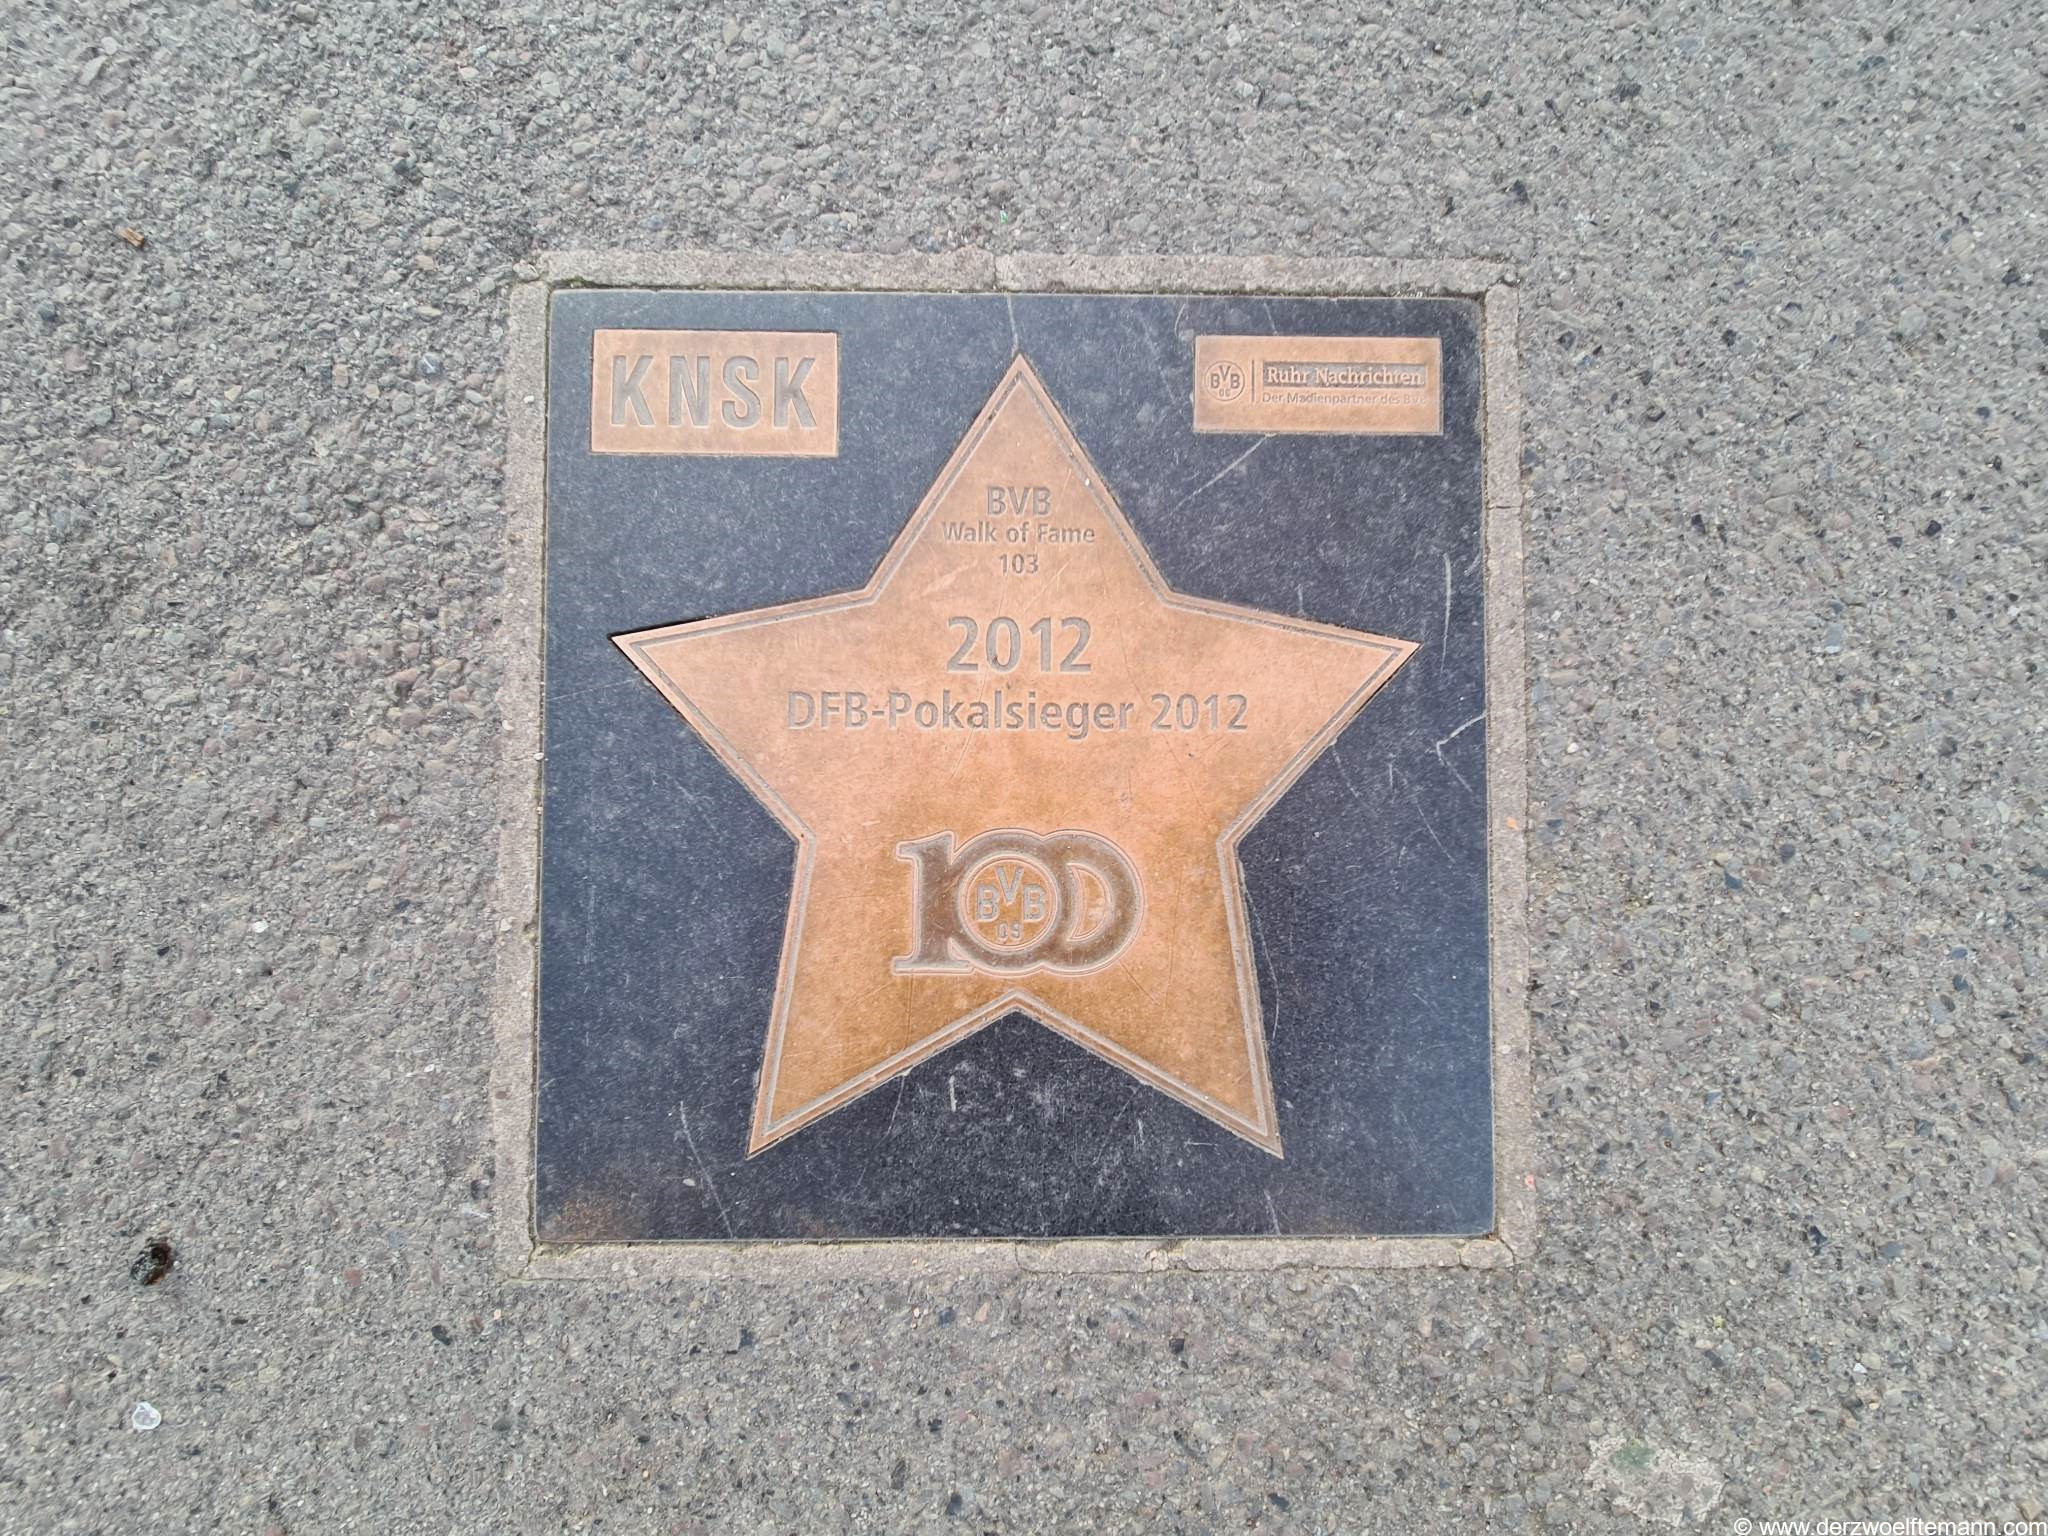 KNSK
BVB 09
Ruhr Nachrichten
Der Medienpartner des BVB
BVB
Walk of Fame
103
2012
DFB-Pokalsieger 2012
100
BVB
09
© www.derzwoelftemann.com